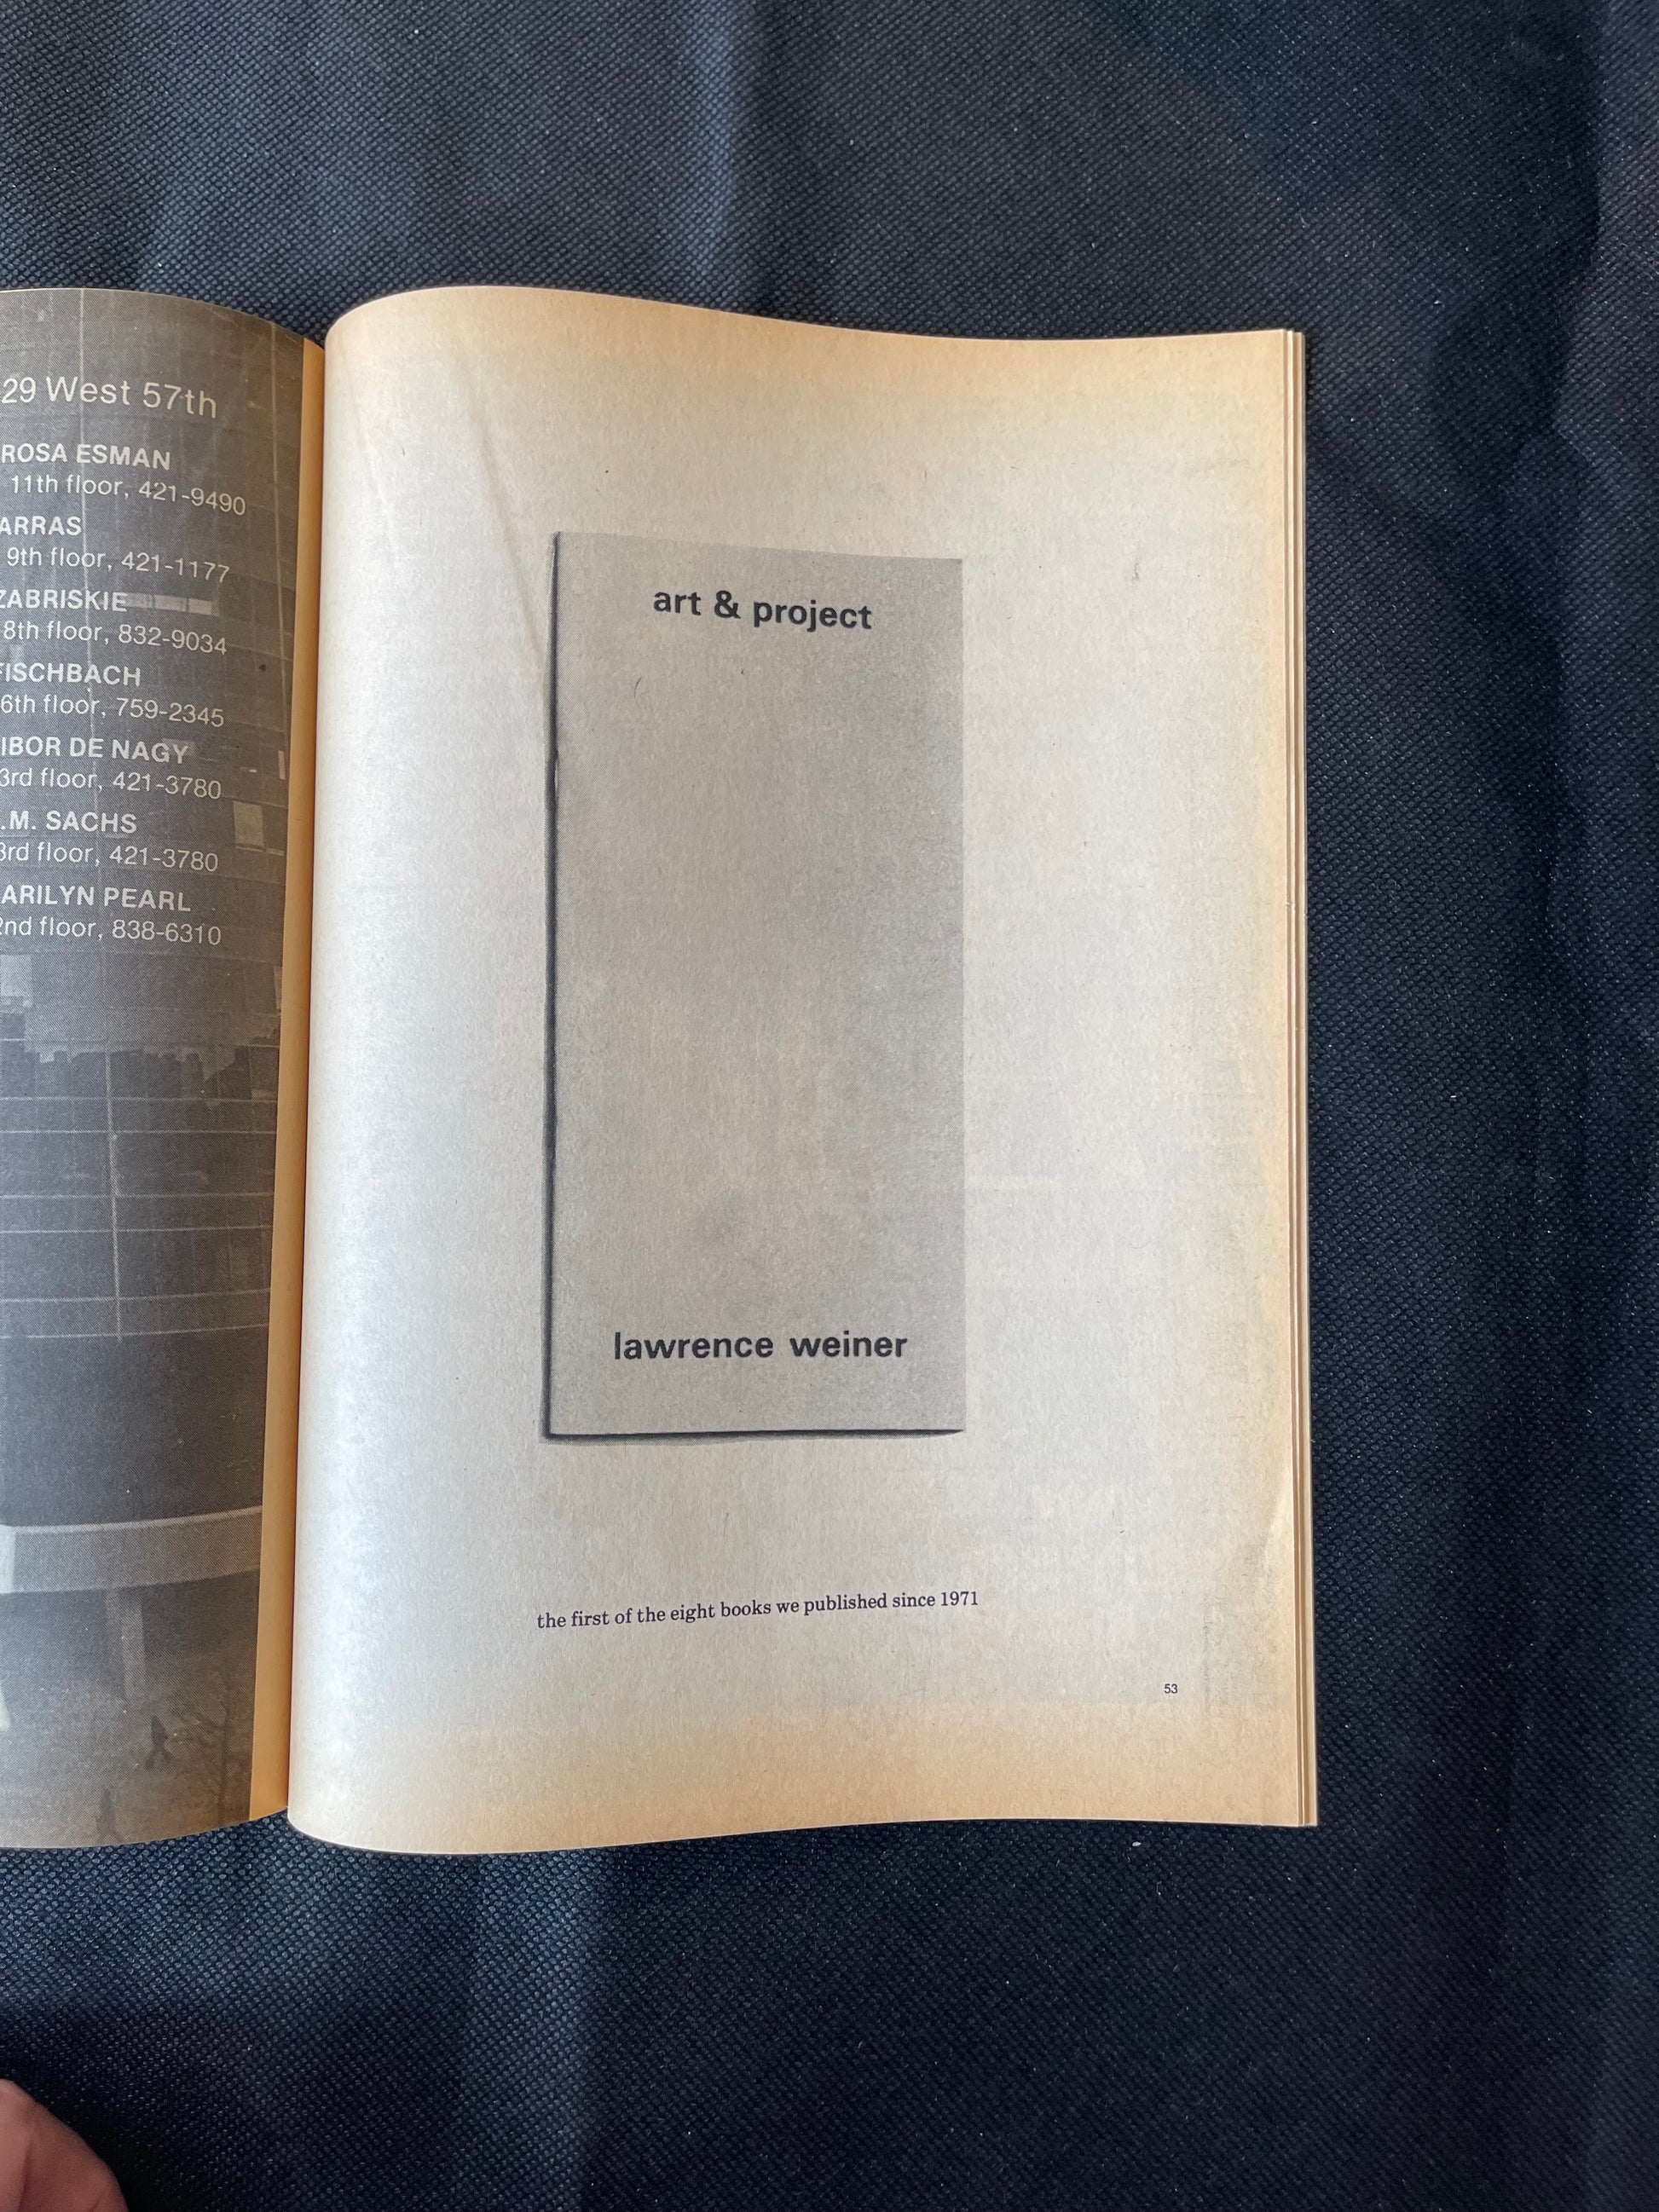 29 West 57th
ROSA ESMAN
11th floor, 421-9490
ARRAS
9th floor, 421-1177
ZABRISKIE
8th floor, 832-9034
FISCHBACH
6th floor, 759-2345
IBOR DE NAGY
3rd floor, 421-3780
.M. SACHS
3rd floor, 421-3780
ARILYN PEARL
2nd floor, 838-6310
art & project
lawrence weiner
the first of the eight books we published since 1971
53